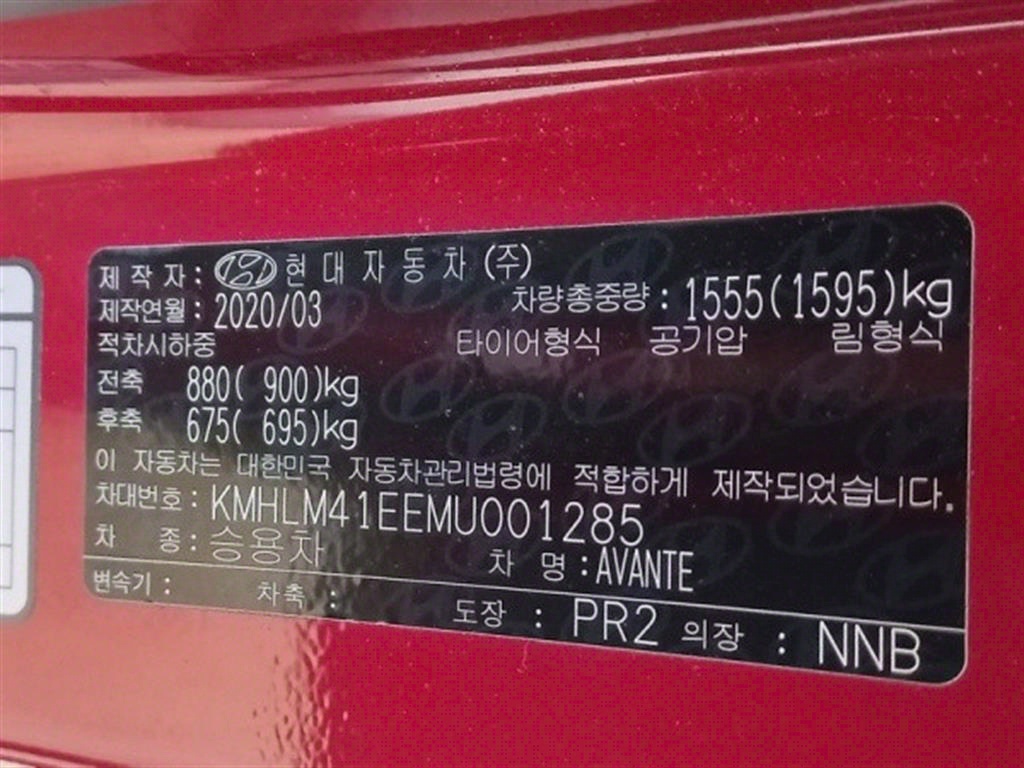 제 작 자 : 현 대 자 동 차 (주)
제작연월 : 2020/03 차량총중량 : 1555(1595)kg
적차시하중 타이어형식 공기압 림형식
전축 880( 900)kg
후축 675( 695)kg
이 자동차는 대한민국 자동차관리법령에 적합하게 제작되었습니다.
차대번호 : KMHLM41EEMU001285
차 종 : 승용차 차 명 : AVANTE
변속기 : 차축 : 도장 : PR2 의장 : NNB